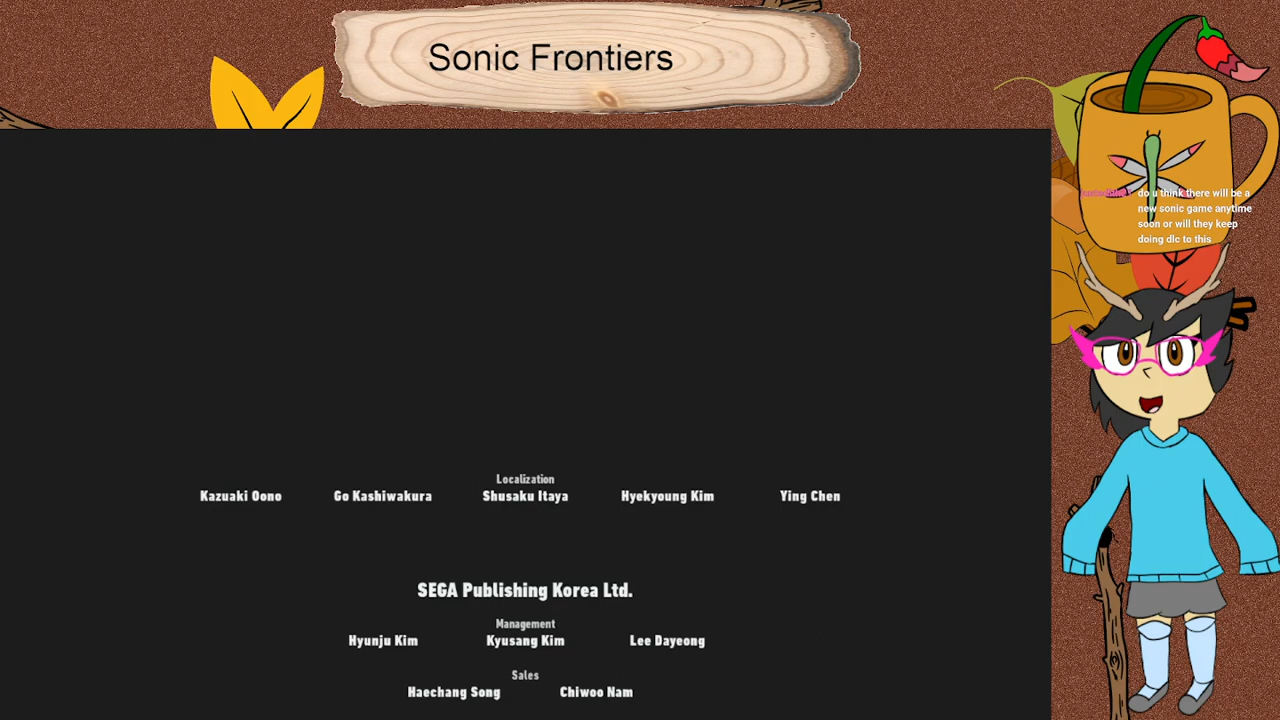 Sonic Frontiers
do u think there will be a
new sonic game anytime
soon or will they keep
doing dlc to this
Localization
Kazuaki Oono Go Kashiwakura Shusaku Itaya Hyekyoung Kim Ying Chen
SEGA Publishing Korea Ltd.
Management
Hyunju Kim Kyusang Kim Lee Dayeong
Sales
Haechang Song Chiwoo Nam